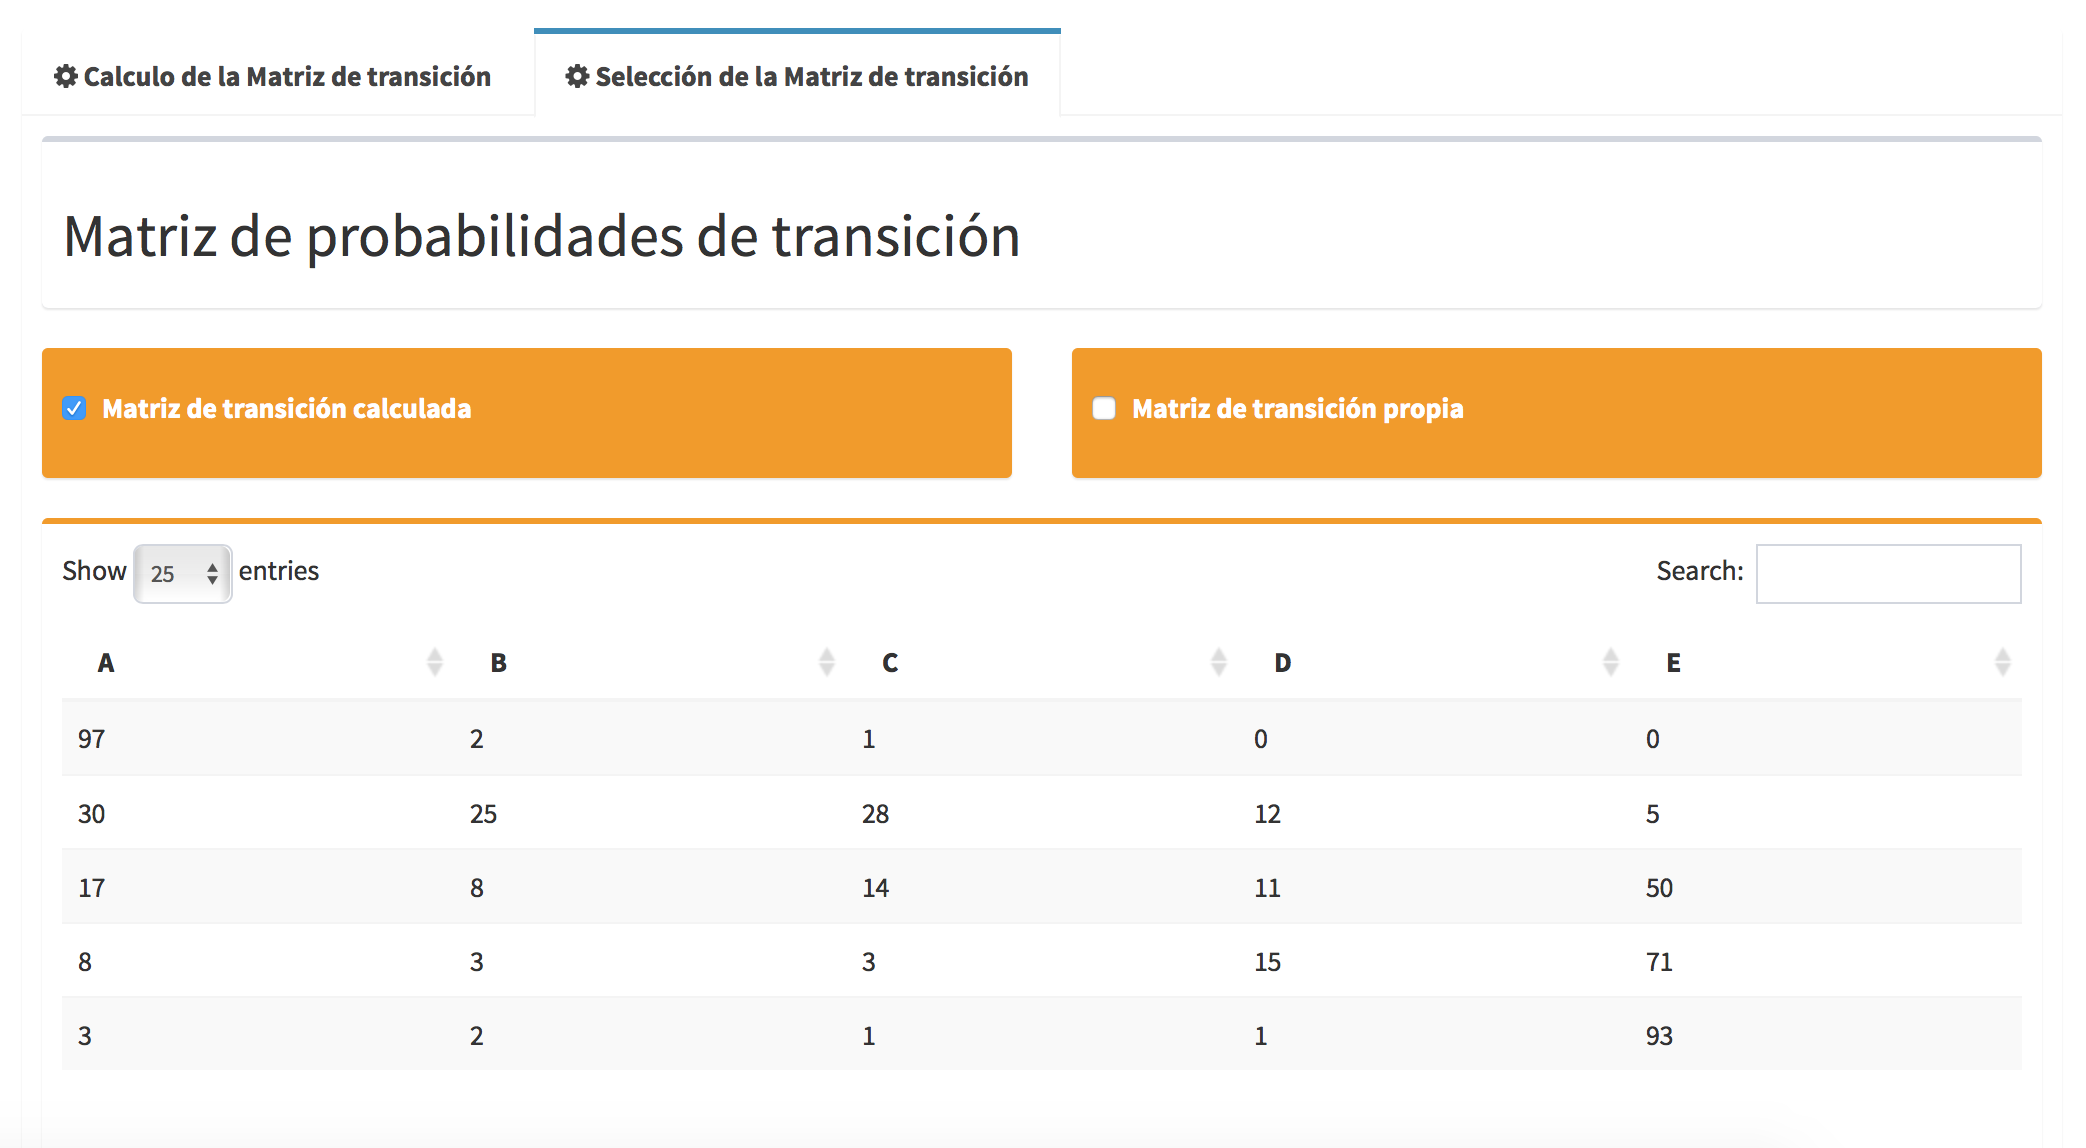 Calculo de la Matriz de transición Selección de la Matriz de transición
Matriz de probabilidades de transición
Matriz de transición calculada Matriz de transición propia
Show 25 entries Search:
A B C D E
97 2 1 0 0
30 25 28 12 5
17 8 14 11 50
8 3 3 15 71
3 2 1 1 93